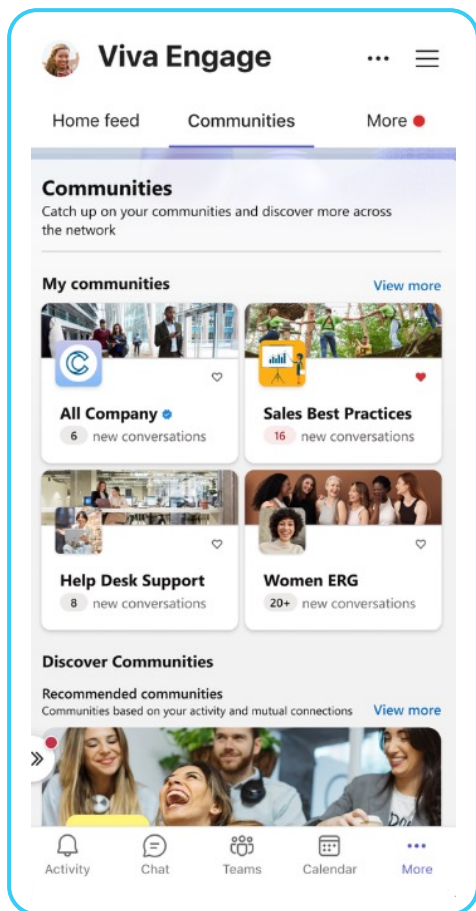 Viva Engage
Home feed Communities More
Communities
Catch up on your communities and discover more across
the network
My communities View more
All Company
6 new conversations
Sales Best Practices
16 new conversations
Help Desk Support
8 new conversations
Women ERG
20+ new conversations
Discover Communities
Recommended communities
Communities based on your activity and mutual connections View more
Activity Chat Teams Calendar More